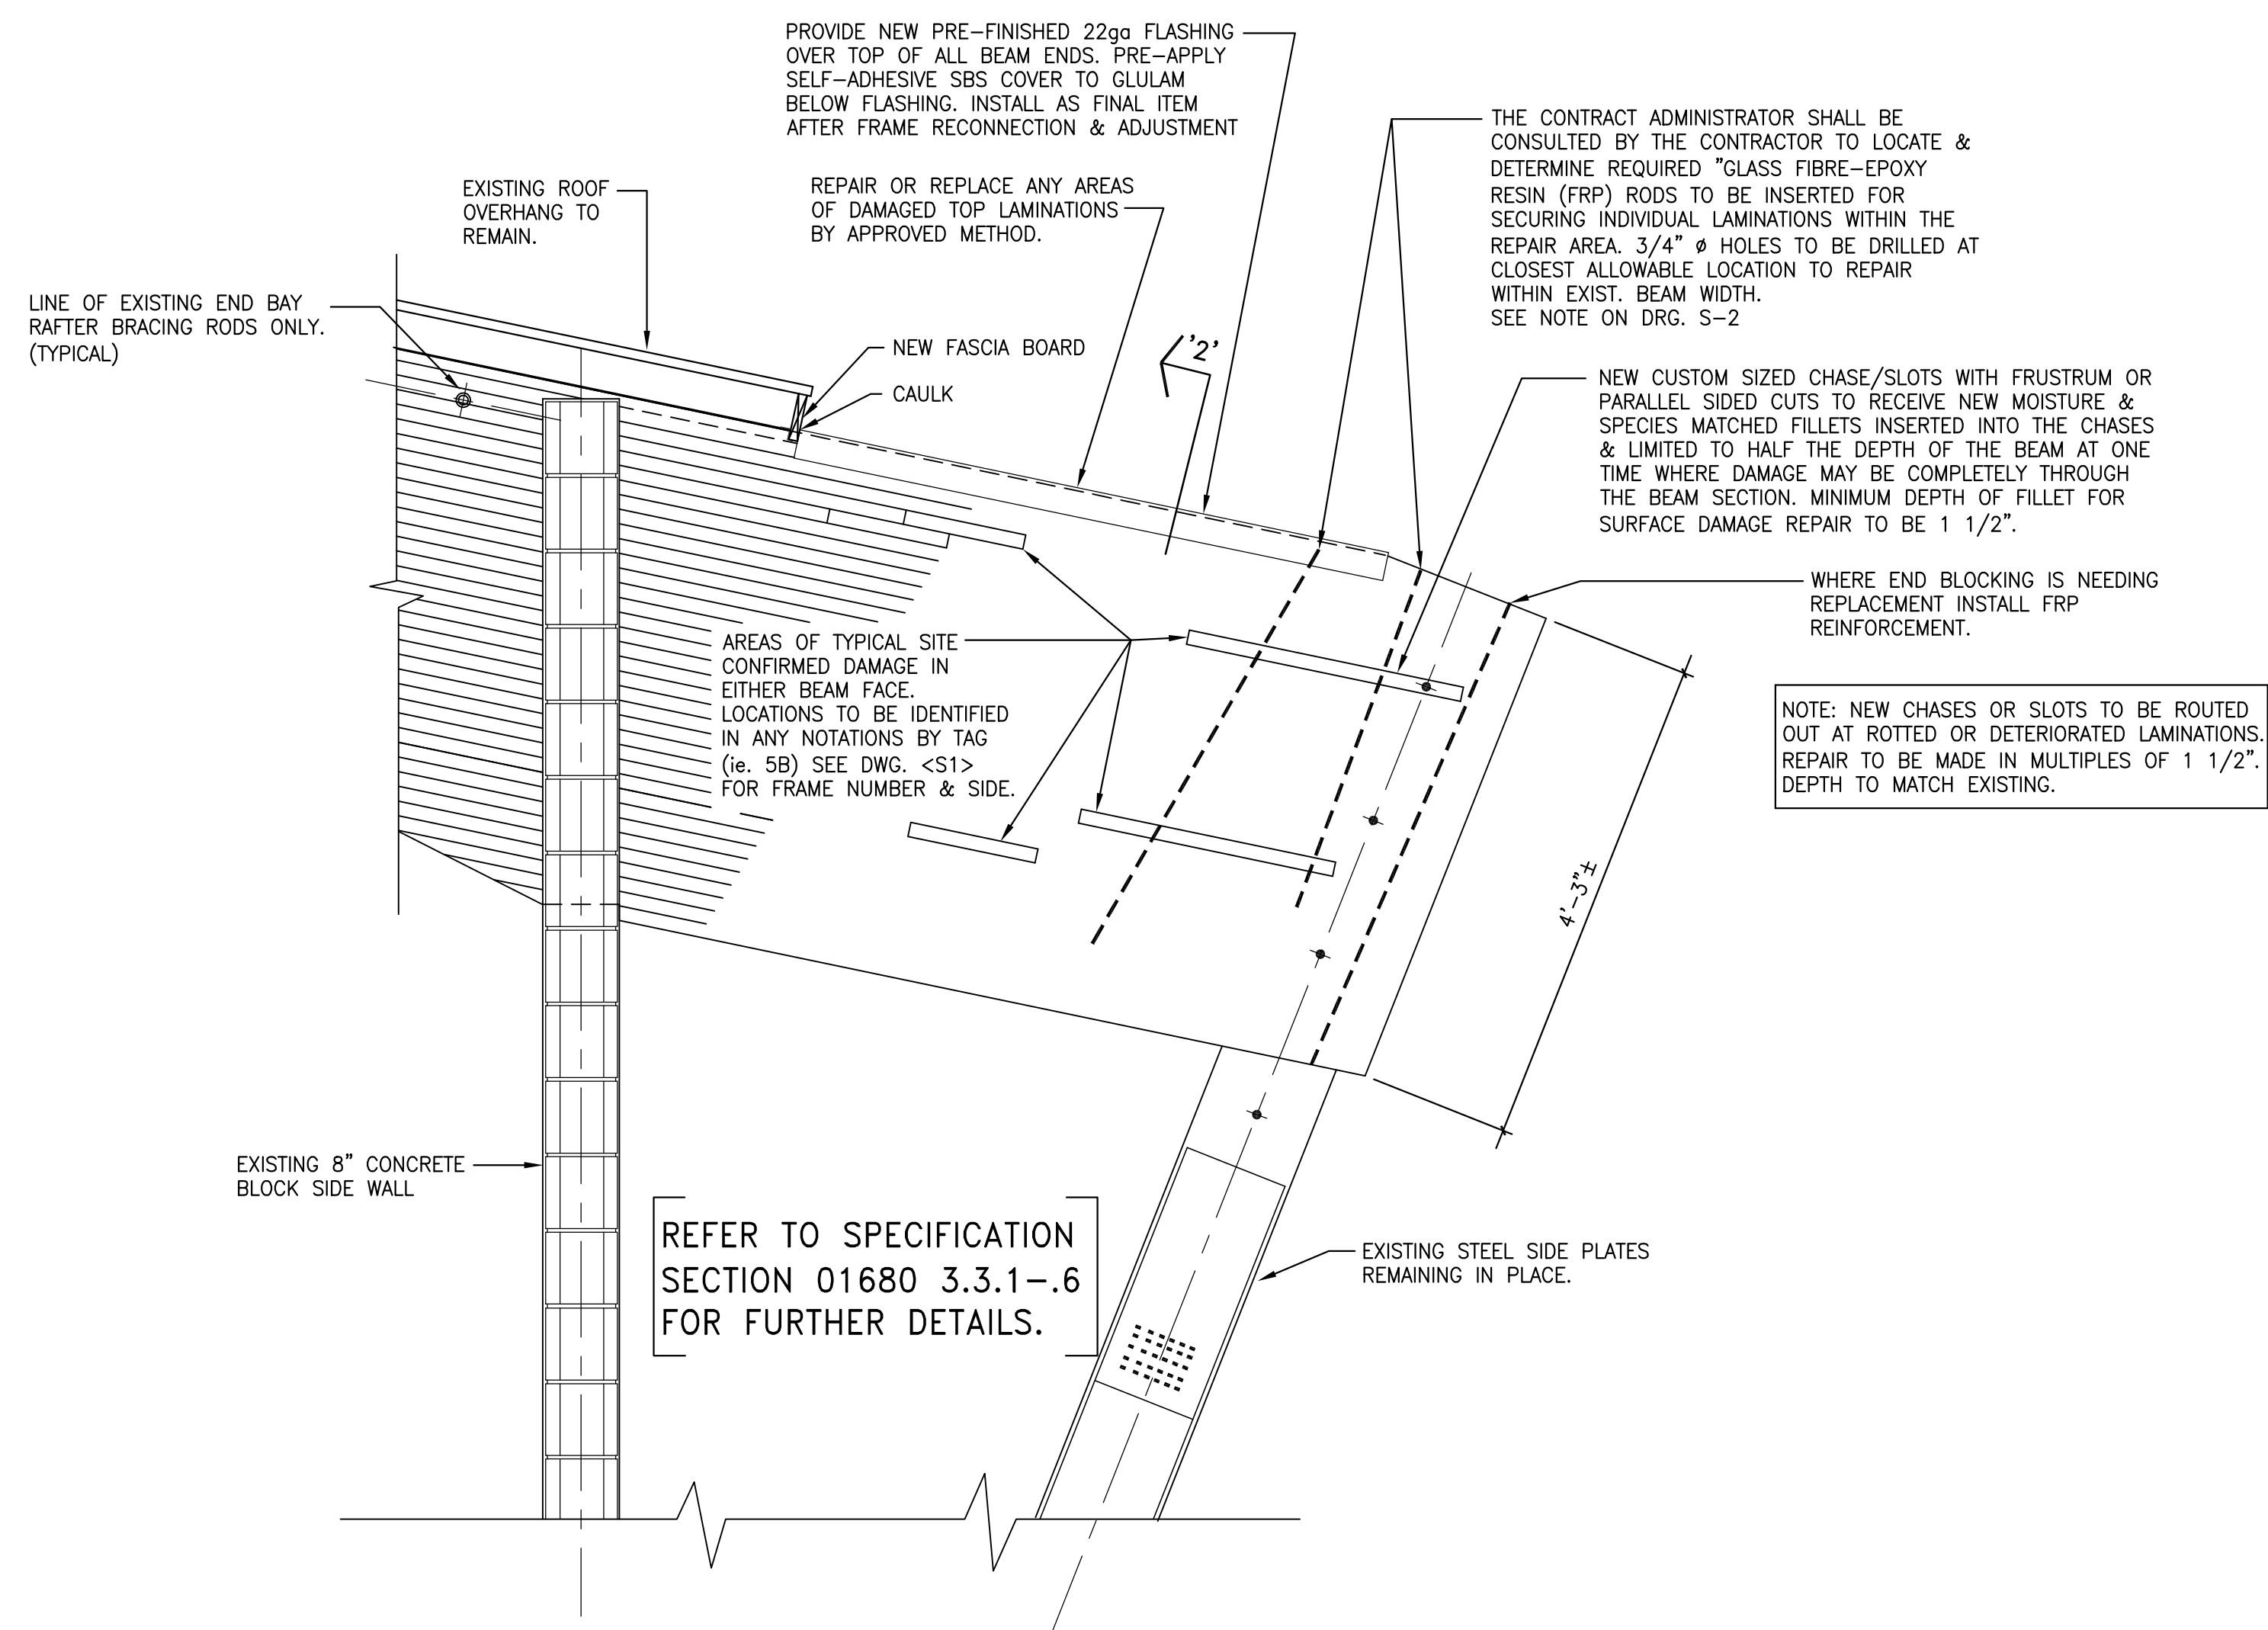 PROVIDE NEW PRE-FINISHED 22ga FLASHING
OVER TOP OF ALL BEAM ENDS. PRE-APPLY
SELF-ADHESIVE SBS COVER TO GLULAM
BELOW FLASHING. INSTALL AS FINAL ITEM
AFTER FRAME RECONNECTION & ADJUSTMENT
THE CONTRACT ADMINISTRATOR SHALL BE
CONSULTED BY THE CONTRACTOR TO LOCATE &
DETERMINE REQUIRED "GLASS FIBRE-EPOXY
RESIN (FRP) RODS TO BE INSERTED FOR
SECURING INDIVIDUAL LAMINATIONS WITHIN THE
REPAIR AREA. 3/4" ø HOLES TO BE DRILLED AT
CLOSEST ALLOWABLE LOCATION TO REPAIR
WITHIN EXIST. BEAM WIDTH.
SEE NOTE ON DRG. S-2
EXISTING ROOF
OVERHANG TO
REMAIN.
REPAIR OR REPLACE ANY AREAS
OF DAMAGED TOP LAMINATIONS
BY APPROVED METHOD.
LINE OF EXISTING END BAY
RAFTER BRACING RODS ONLY.
(TYPICAL)
NEW FASCIA BOARD
CAULK
'2'
NEW CUSTOM SIZED CHASE/SLOTS WITH FRUSTRUM OR
PARALLEL SIDED CUTS TO RECEIVE NEW MOISTURE &
SPECIES MATCHED FILLETS INSERTED INTO THE CHASES
& LIMITED TO HALF THE DEPTH OF THE BEAM AT ONE
TIME WHERE DAMAGE MAY BE COMPLETELY THROUGH
THE BEAM SECTION. MINIMUM DEPTH OF FILLET FOR
SURFACE DAMAGE REPAIR TO BE 1 1/2".
WHERE END BLOCKING IS NEEDING
REPLACEMENT INSTALL FRP
REINFORCEMENT.
AREAS OF TYPICAL SITE
CONFIRMED DAMAGE IN
EITHER BEAM FACE.
LOCATIONS TO BE IDENTIFIED
IN ANY NOTATIONS BY TAG
(ie. 5B) SEE DWG. <S1>
FOR FRAME NUMBER & SIDE.
NOTE: NEW CHASES OR SLOTS TO BE ROUTED
OUT AT ROTTED OR DETERIORATED LAMINATIONS.
REPAIR TO BE MADE IN MULTIPLES OF 1 1/2".
DEPTH TO MATCH EXISTING.
4'-3"±
EXISTING 8" CONCRETE
BLOCK SIDE WALL
REFER TO SPECIFICATION
SECTION 01680 3.3.1-.6
FOR FURTHER DETAILS.
EXISTING STEEL SIDE PLATES
REMAINING IN PLACE.